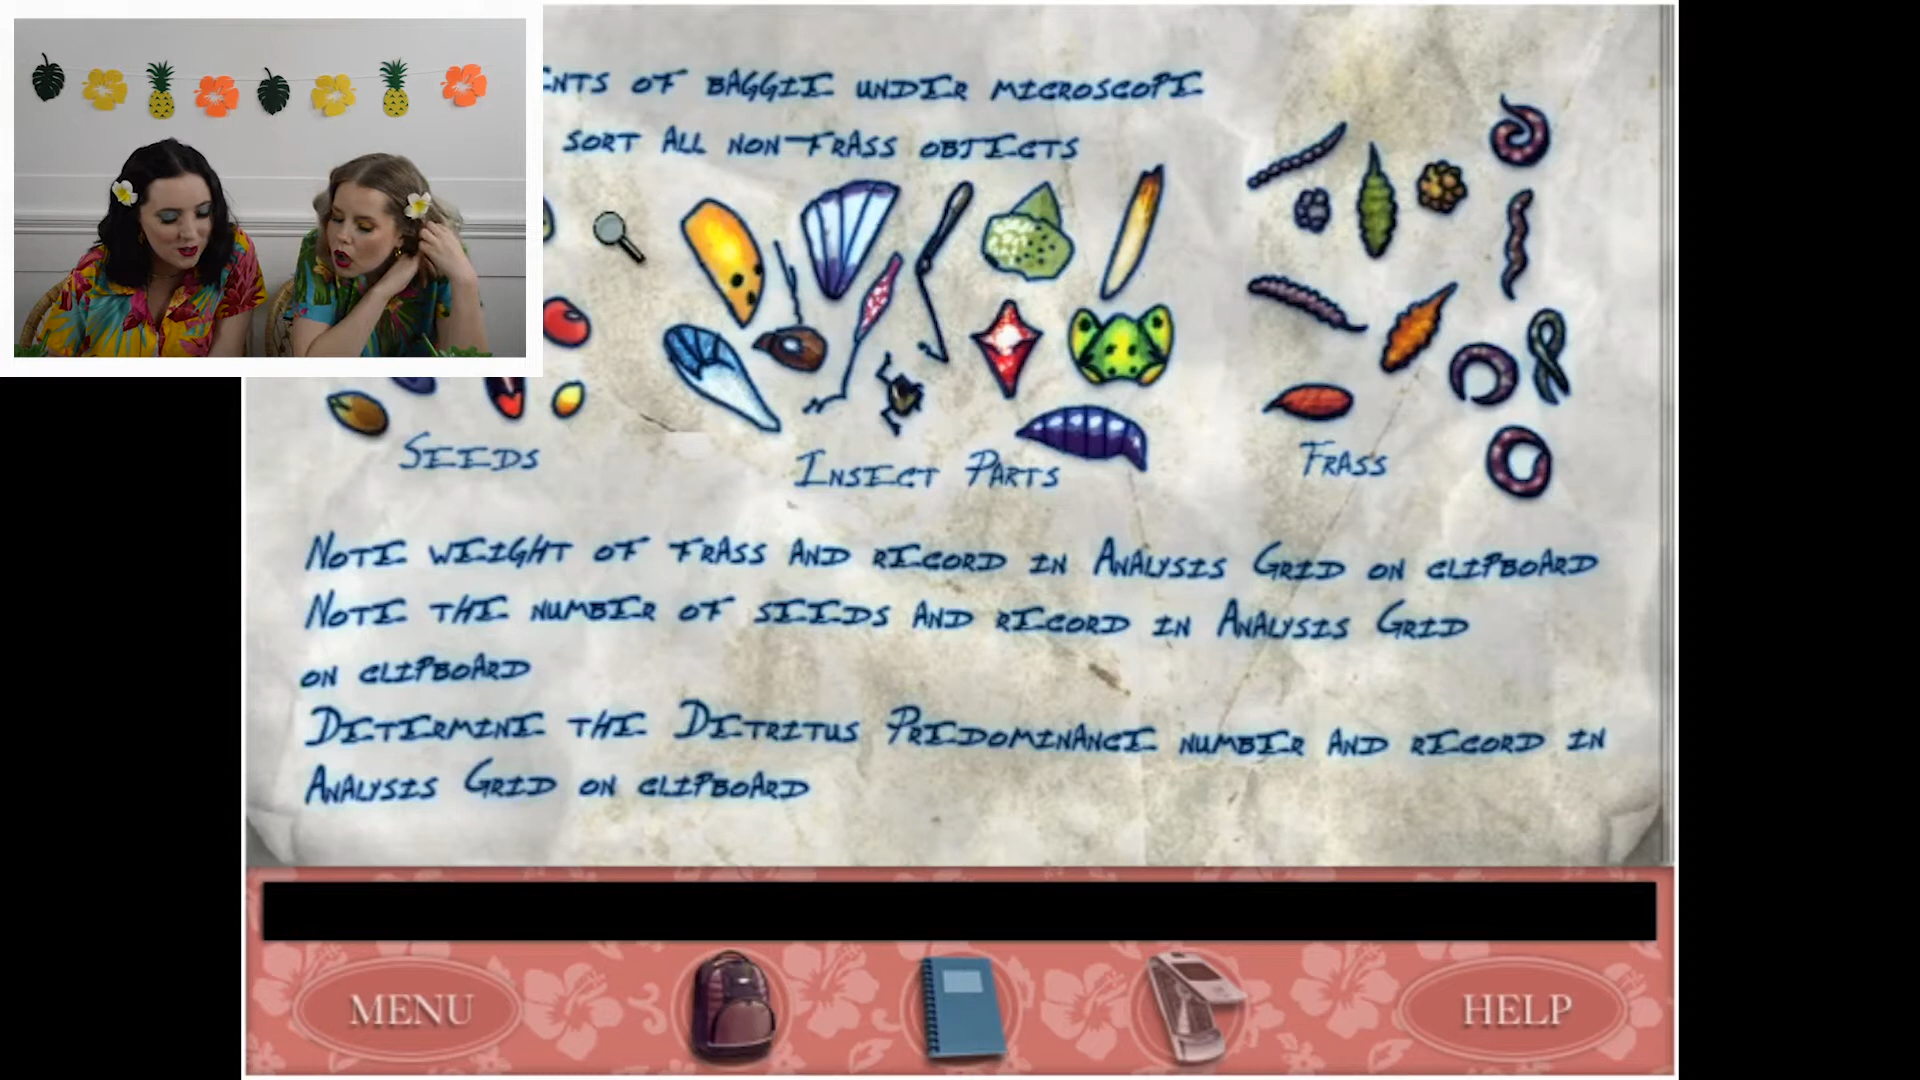 OF BAGGIE UNDER MICROSCOPE
SORT ALL NON-FRASS OBJECTS
SEEDS
INSECT PARTS
FRASS
NOTE WEIGHT OF FRASS AND RECORD IN ANALYSIS GRID ON CLIPBOARD
NOTE THE NUMBER OF SEEDS AND RECORD IN ANALYSIS GRID
ON CLIPBOARD
DETERMINE THE DETRITUS PREDOMINANCE NUMBER AND RECORD IN
ANALYSIS GRID ON CLIPBOARD
MENU
HELP